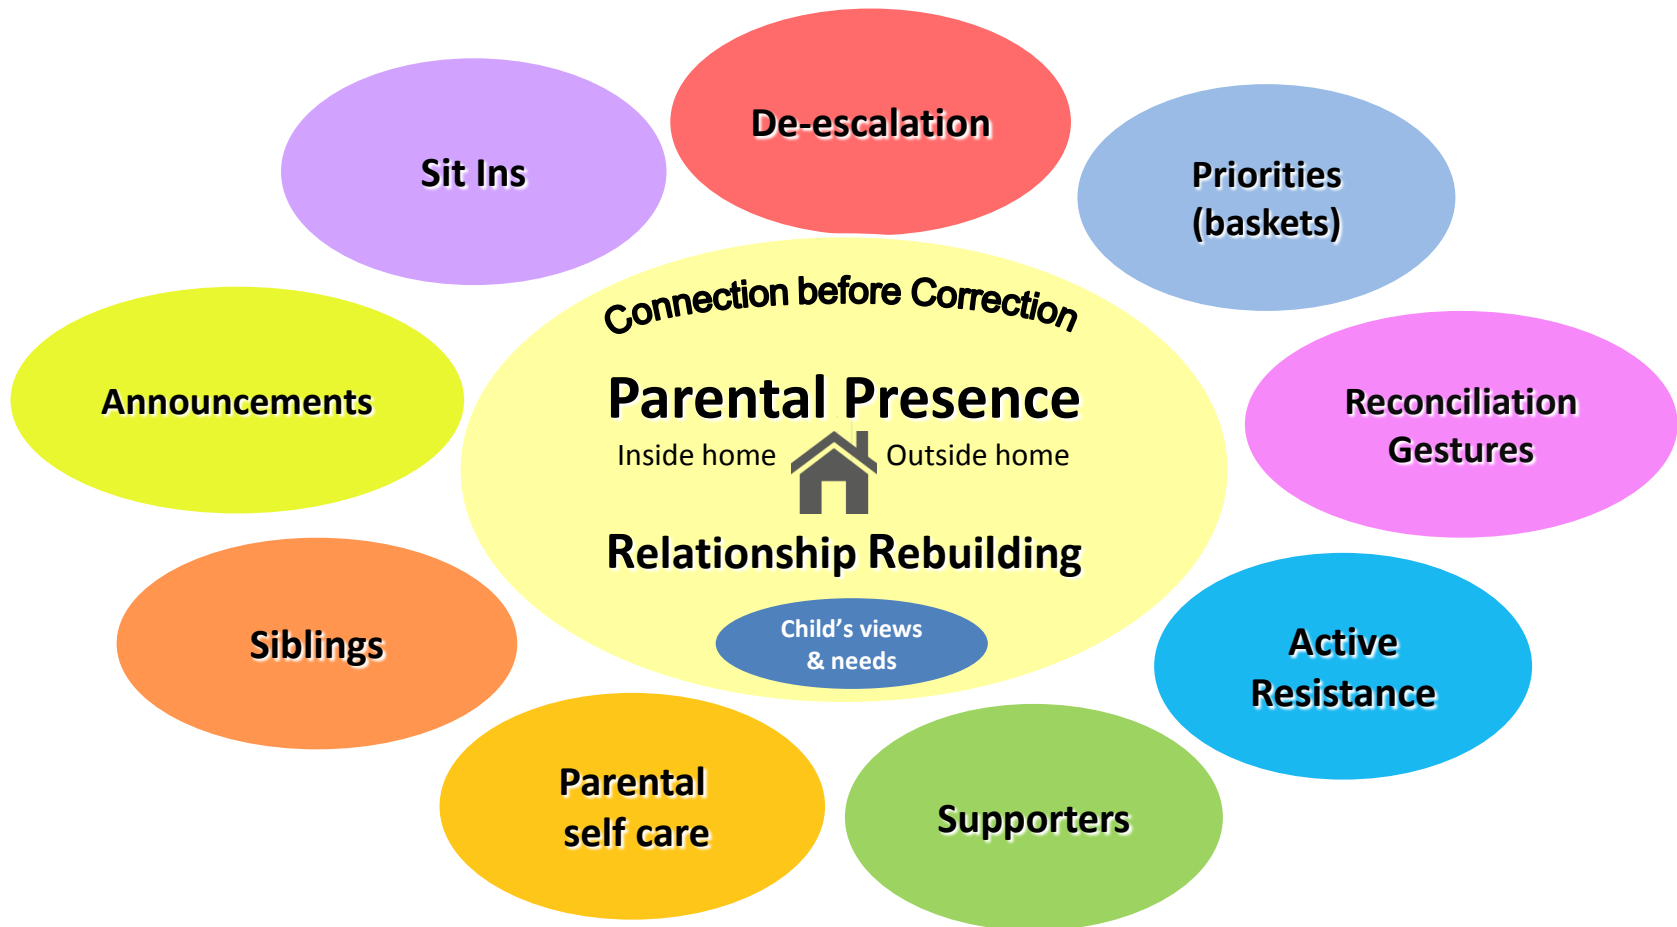 De-escalation
Sit Ins
Priorities
(baskets)
Connection before Correction
Parental Presence
Inside home
Outside home
Relationship Rebuilding
Child’s views
& needs
Announcements
Reconciliation
Gestures
Siblings
Active
Resistance
Parental
self care
Supporters